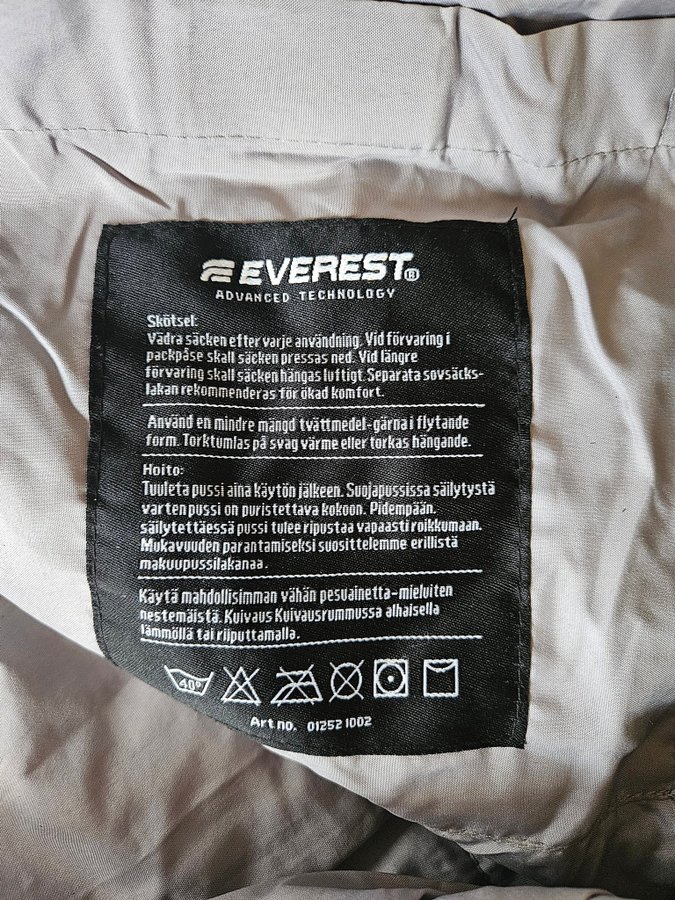 EVEREST®
ADVANCED TECHNOLOGY
Skötsel:
Vädra säcken efter varje användning. Vid förvaring i
packpåse skall säcken pressas ned. Vid längre
förvaring skall säcken hängas luftigt. Separata sovsäcks-
lakan rekommenderas för ökad komfort.
Använd en mindre mängd tvättmedel-gärna i flytande
form. Torktumlas på svag värme eller torkas hängande.
Hoito:
Tuuleta pussi aina käytön jälkeen. Suojapussissa säilytystä
varten pussi on puristettava kokoon. Pidempään.
säilytettäessä pussi tulee ripustaa vapaasti roikkumaan.
Mukavuuden parantamiseksi suosittelemme erillistä
makuupussilakanaa.
Käytä mahdollisimman vähän pesuainetta-mieluiten
nestemäistä. Kuivaus Kuivausrummussa alhaisella
lämmöllä tai riiputtamalla.
40°
Art.no. 01252 1002